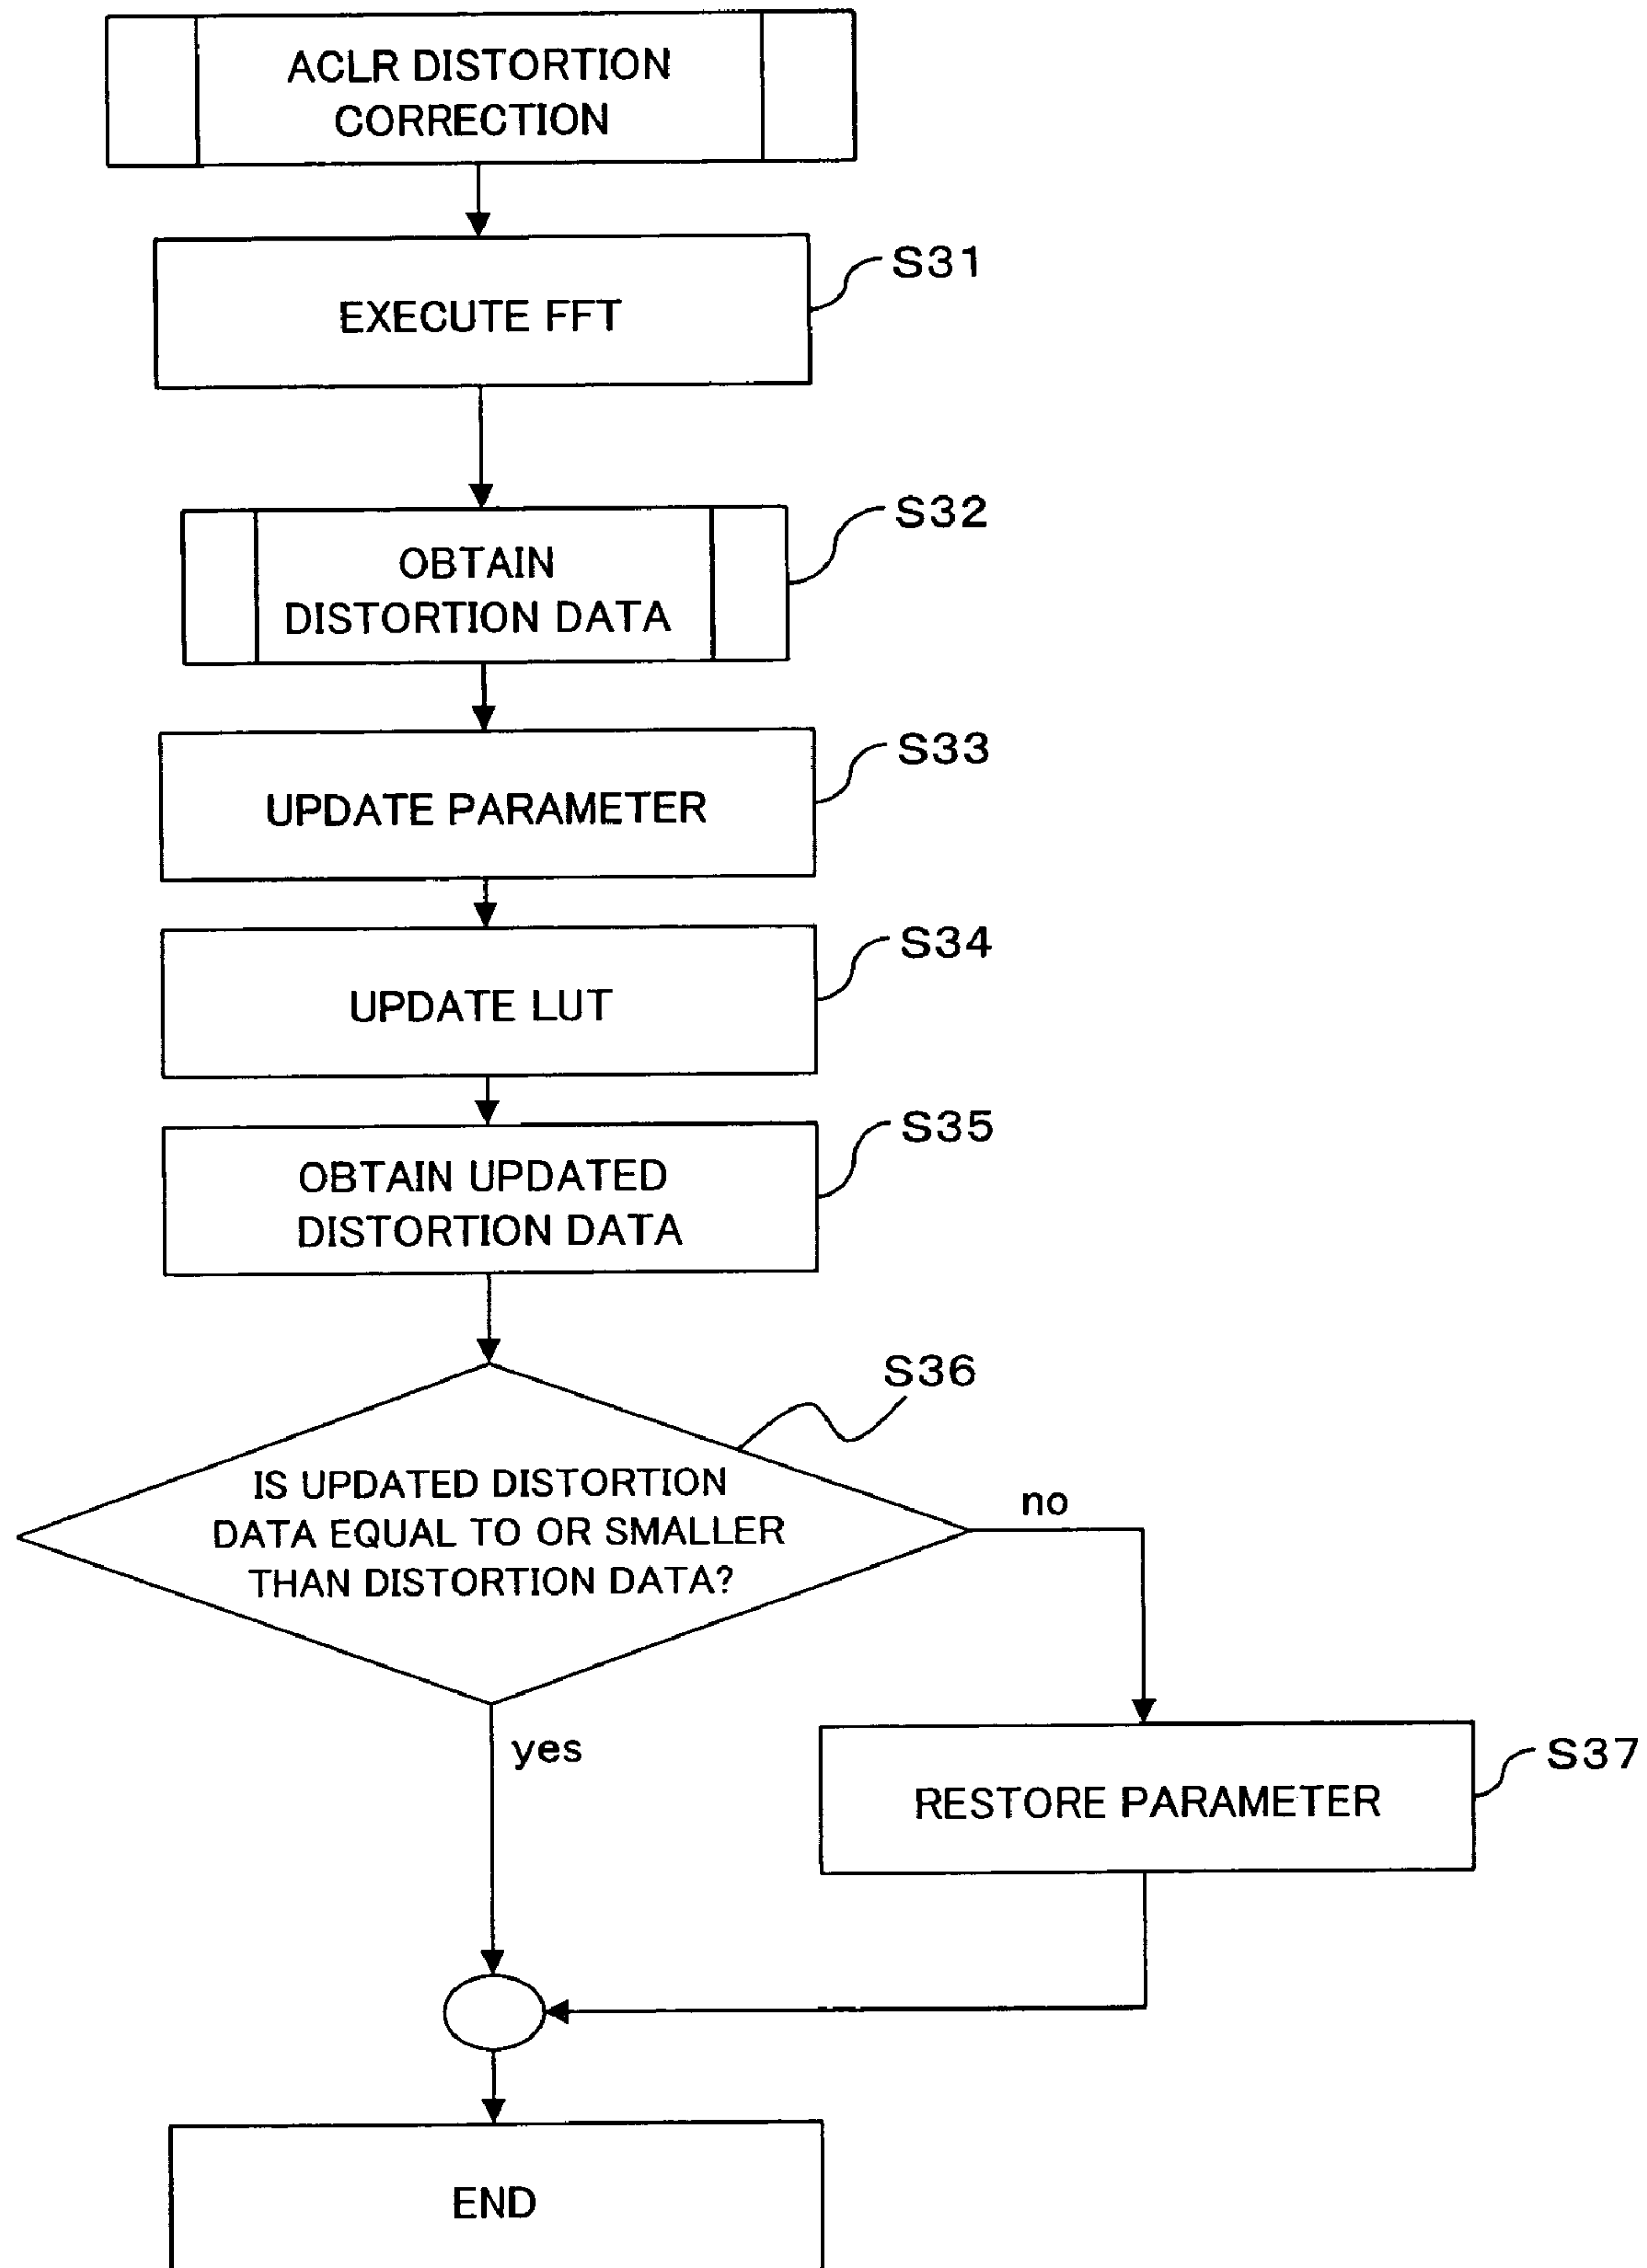 ACLR DISTORTION
CORRECTION
S31
EXECUTE FFT
S32
OBTAIN
DISTORTION DATA
S33
UPDATE PARAMETER
S34
UPDATE LUT
S35
OBTAIN UPDATED
DISTORTION DATA
S36
IS UPDATED DISTORTION
DATA EQUAL TO OR SMALLER
THAN DISTORTION DATA?
no
yes
S37
RESTORE PARAMETER
END